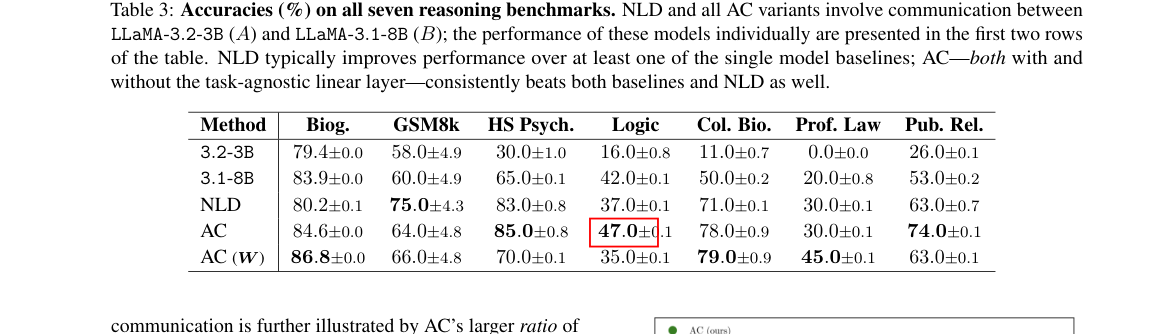 Table 3: Accuracies (%) on all seven reasoning benchmarks. NLD and all AC variants involve communication between
LLaMA-3.2-3B (A) and LLaMA-3.1-8B (B); the performance of these models individually are presented in the first two rows
of the table. NLD typically improves performance over at least one of the single model baselines; AC—both with and
without the task-agnostic linear layer—consistently beats both baselines and NLD as well.
Method Biog. GSM8k HS Psych. Logic Col. Bio. Prof. Law Pub. Rel.
3.2-3B 79.4±0.0 58.0±4.9 30.0±1.0 16.0±0.8 11.0±0.7 0.0±0.0 26.0±0.1
3.1-8B 83.9±0.0 60.0±4.9 65.0±0.1 42.0±0.1 50.0±0.2 20.0±0.8 53.0±0.2
NLD 80.2±0.1 75.0±4.3 83.0±0.8 37.0±0.1 71.0±0.1 30.0±0.1 63.0±0.7
AC 84.6±0.0 64.0±4.8 85.0±0.8 47.0±0.1 78.0±0.9 30.0±0.1 74.0±0.1
AC (W) 86.8±0.0 66.0±4.8 70.0±0.1 35.0±0.1 79.0±0.9 45.0±0.1 63.0±0.1
communication is further illustrated by AC's larger ratio of
AC (ours)